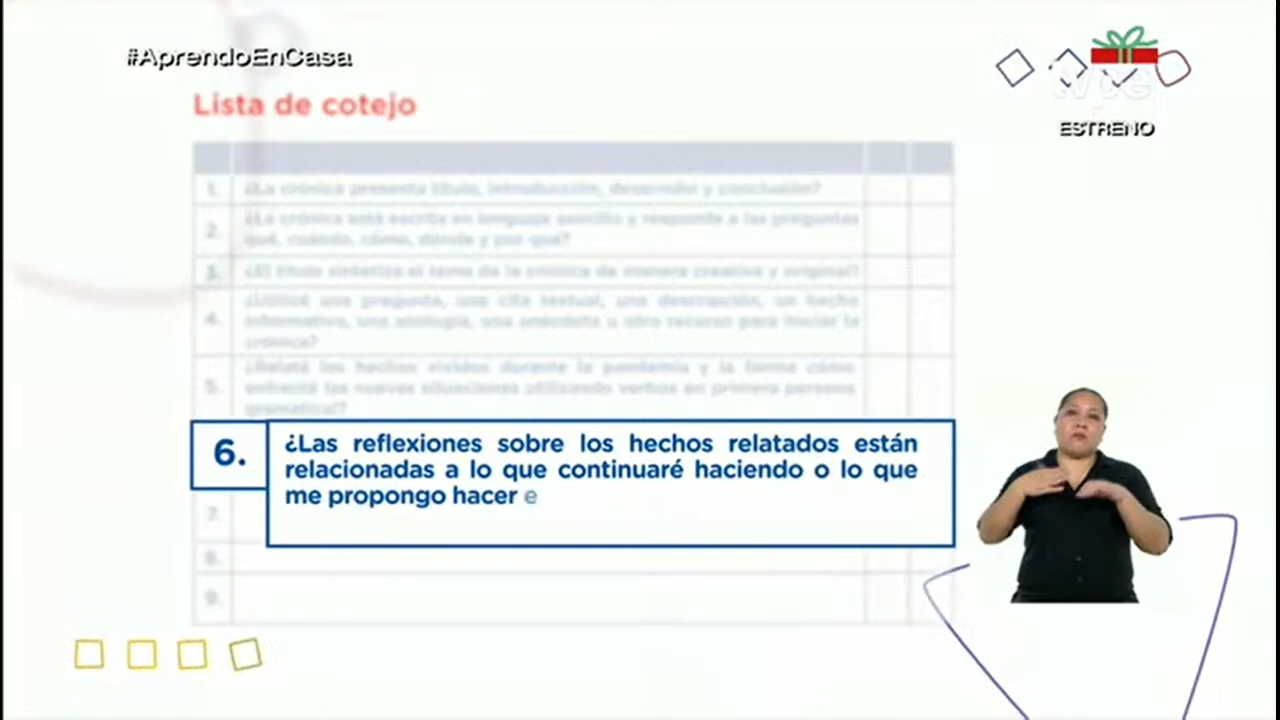 #AprendoEnCasa
ESTRENO
Lista de cotejo
1. ¿La crónica presenta título, introducción, desarrollo y conclusión?
2. ¿La crónica está escrita en lenguaje sencillo y responde a las preguntas
qué, cuándo, cómo, dónde y por qué?
3. ¿El título sintetiza el tema de la crónica de manera creativa y original?
4. ¿Utilicé una pregunta, una cita textual, una descripción, un hecho
informativo, una analogía, una anécdota u otro recurso para iniciar la
crónica?
5. ¿Relaté los hechos vividos durante la pandemia y la forma cómo
enfrenté las nuevas situaciones utilizando verbos en primera persona
gramatical?
6. ¿Las reflexiones sobre los hechos relatados están
relacionadas a lo que continuaré haciendo o lo que
me propongo hacer e
7.
8.
9.